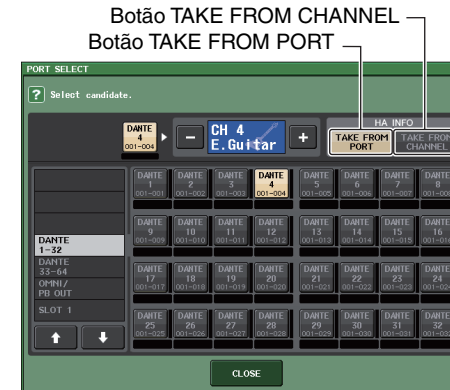 Botão TAKE FROM CHANNEL
Botão TAKE FROM PORT
PORT SELECT
? Select candidate.
HA INFO
DANTE 4 001-004
−
CH 4
E.Guitar
+
TAKE FROM PORT
TAKE FROM CHANNEL
DANTE 1-32
DANTE 33-64
OMNI/ PB OUT
SLOT 1
DANTE 1 001-001
DANTE 2 001-002
DANTE 3 001-003
DANTE 4 001-004
DANTE 5 001-005
DANTE 6 001-006
DANTE 7 001-007
DANTE 8 001-008
DANTE 9 001-009
DANTE 10 001-010
DANTE 11 001-011
DANTE 12 001-012
DANTE 13 001-013
DANTE 14 001-014
DANTE 15 001-015
DANTE 16 001-016
DANTE 17 001-017
DANTE 18 001-018
DANTE 19 001-019
DANTE 20 001-020
DANTE 21 001-021
DANTE 22 001-022
DANTE 23 001-023
DANTE 24 001-024
DANTE 25 001-025
DANTE 26 001-026
DANTE 27 001-027
DANTE 28 001-028
DANTE 29 001-029
DANTE 30 001-030
DANTE 31 001-031
DANTE 32 001-032
CLOSE